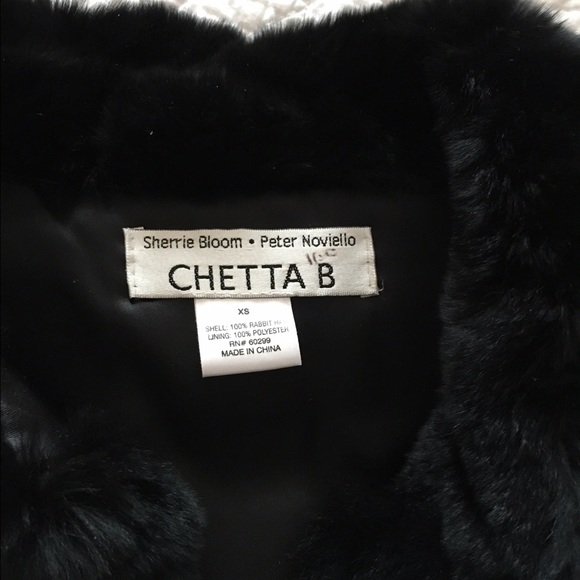 Sherrie Bloom • Peter Noviello
CHETTA B
XS
SHELL: 100% RABBIT
LINING: 100% POLYESTER
RN# 60299
MADE IN CHINA